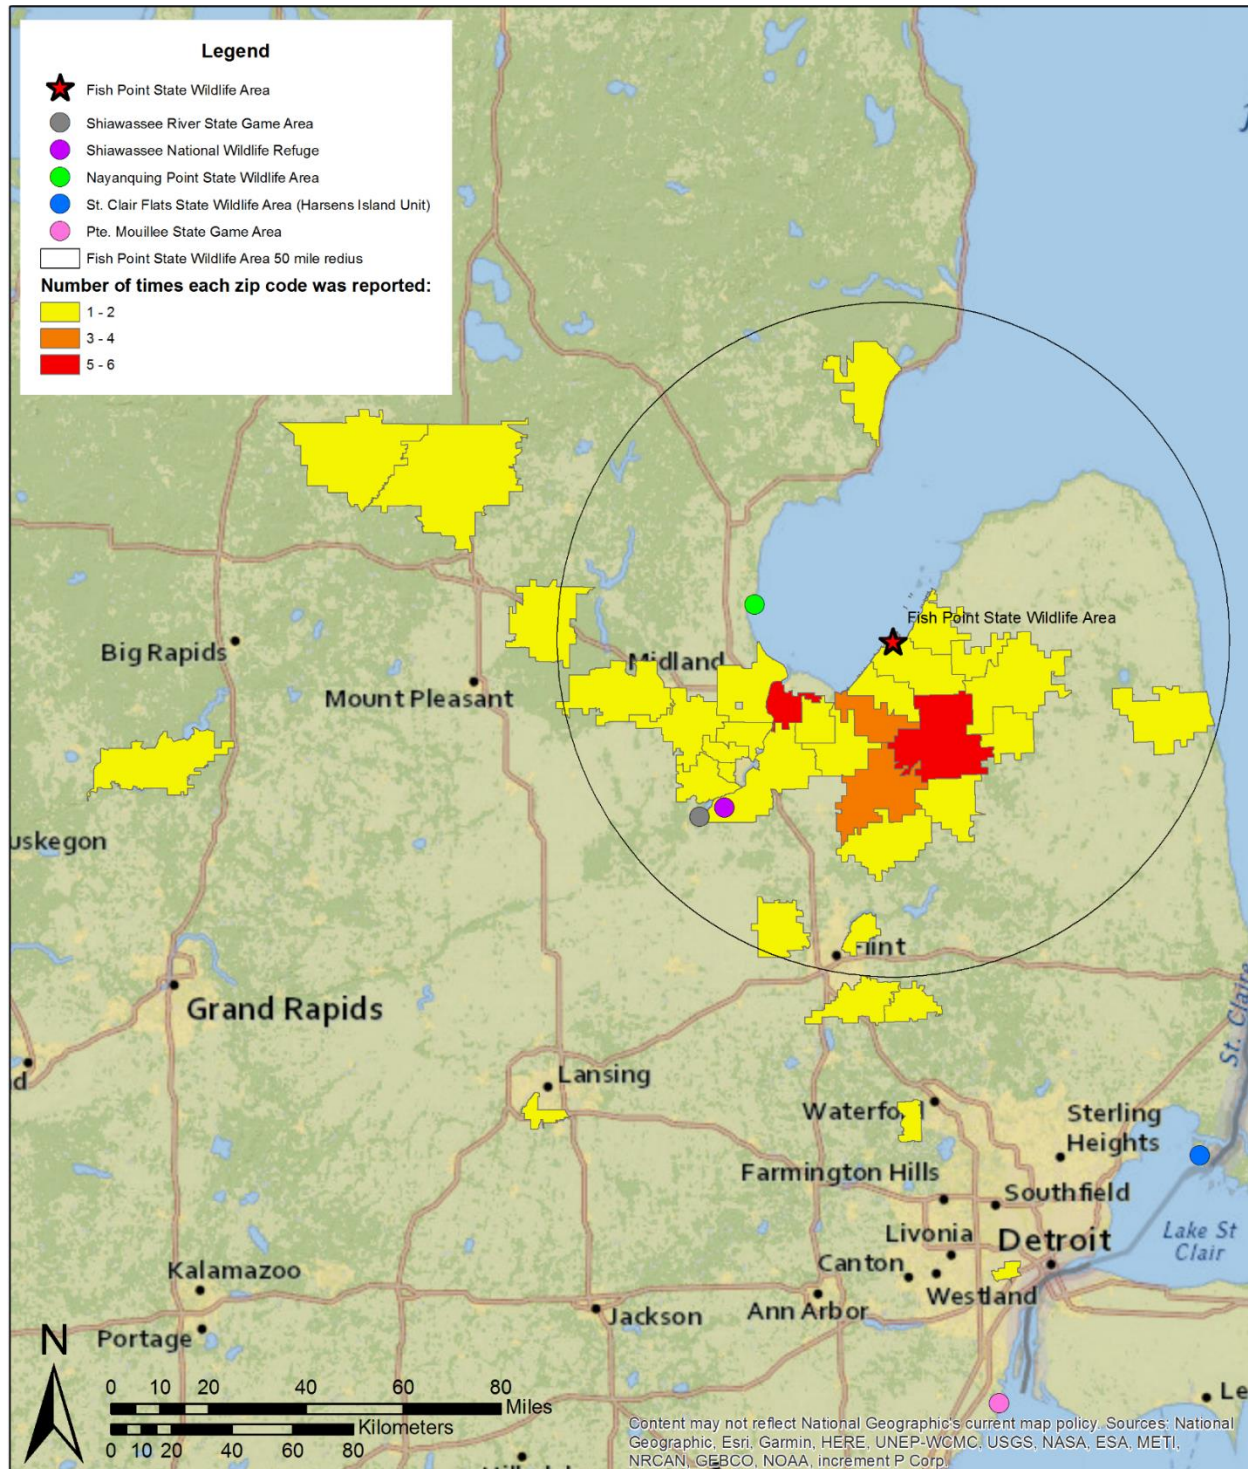 Legend
Fish Point State Wildlife Area
Shiawassee River State Game Area
Shiawassee National Wildlife Refuge
Nayanquing Point State Wildlife Area
St. Clair Flats State Wildlife Area (Harsens Island Unit)
Pte. Mouillee State Game Area
Fish Point State Wildlife Area 50 mile redius
Number of times each zip code was reported:
1 - 2
3 - 4
5 - 6
Fish Point State Wildlife Area
Big Rapids
Midland
Mount Pleasant
uskegon
Flint
Grand Rapids
St. Claire
Lansing
Waterford
Sterling
Heights
Farmington Hills
Southfield
Livonia
Detroit
Lake St
Clair
Canton
Westland
Kalamazoo
Jackson
Ann Arbor
Portage
N
0 10 20 40 60 80
Miles
Kilometers
0 10 20 40 60 80
Le
Content may not reflect National Geographic's current map policy. Sources: National
Geographic, Esri, Garmin, HERE, UNEP-WCMC, USGS, NASA, ESA, METI,
NRCAN, GEBCO, NOAA, increment P Corp.